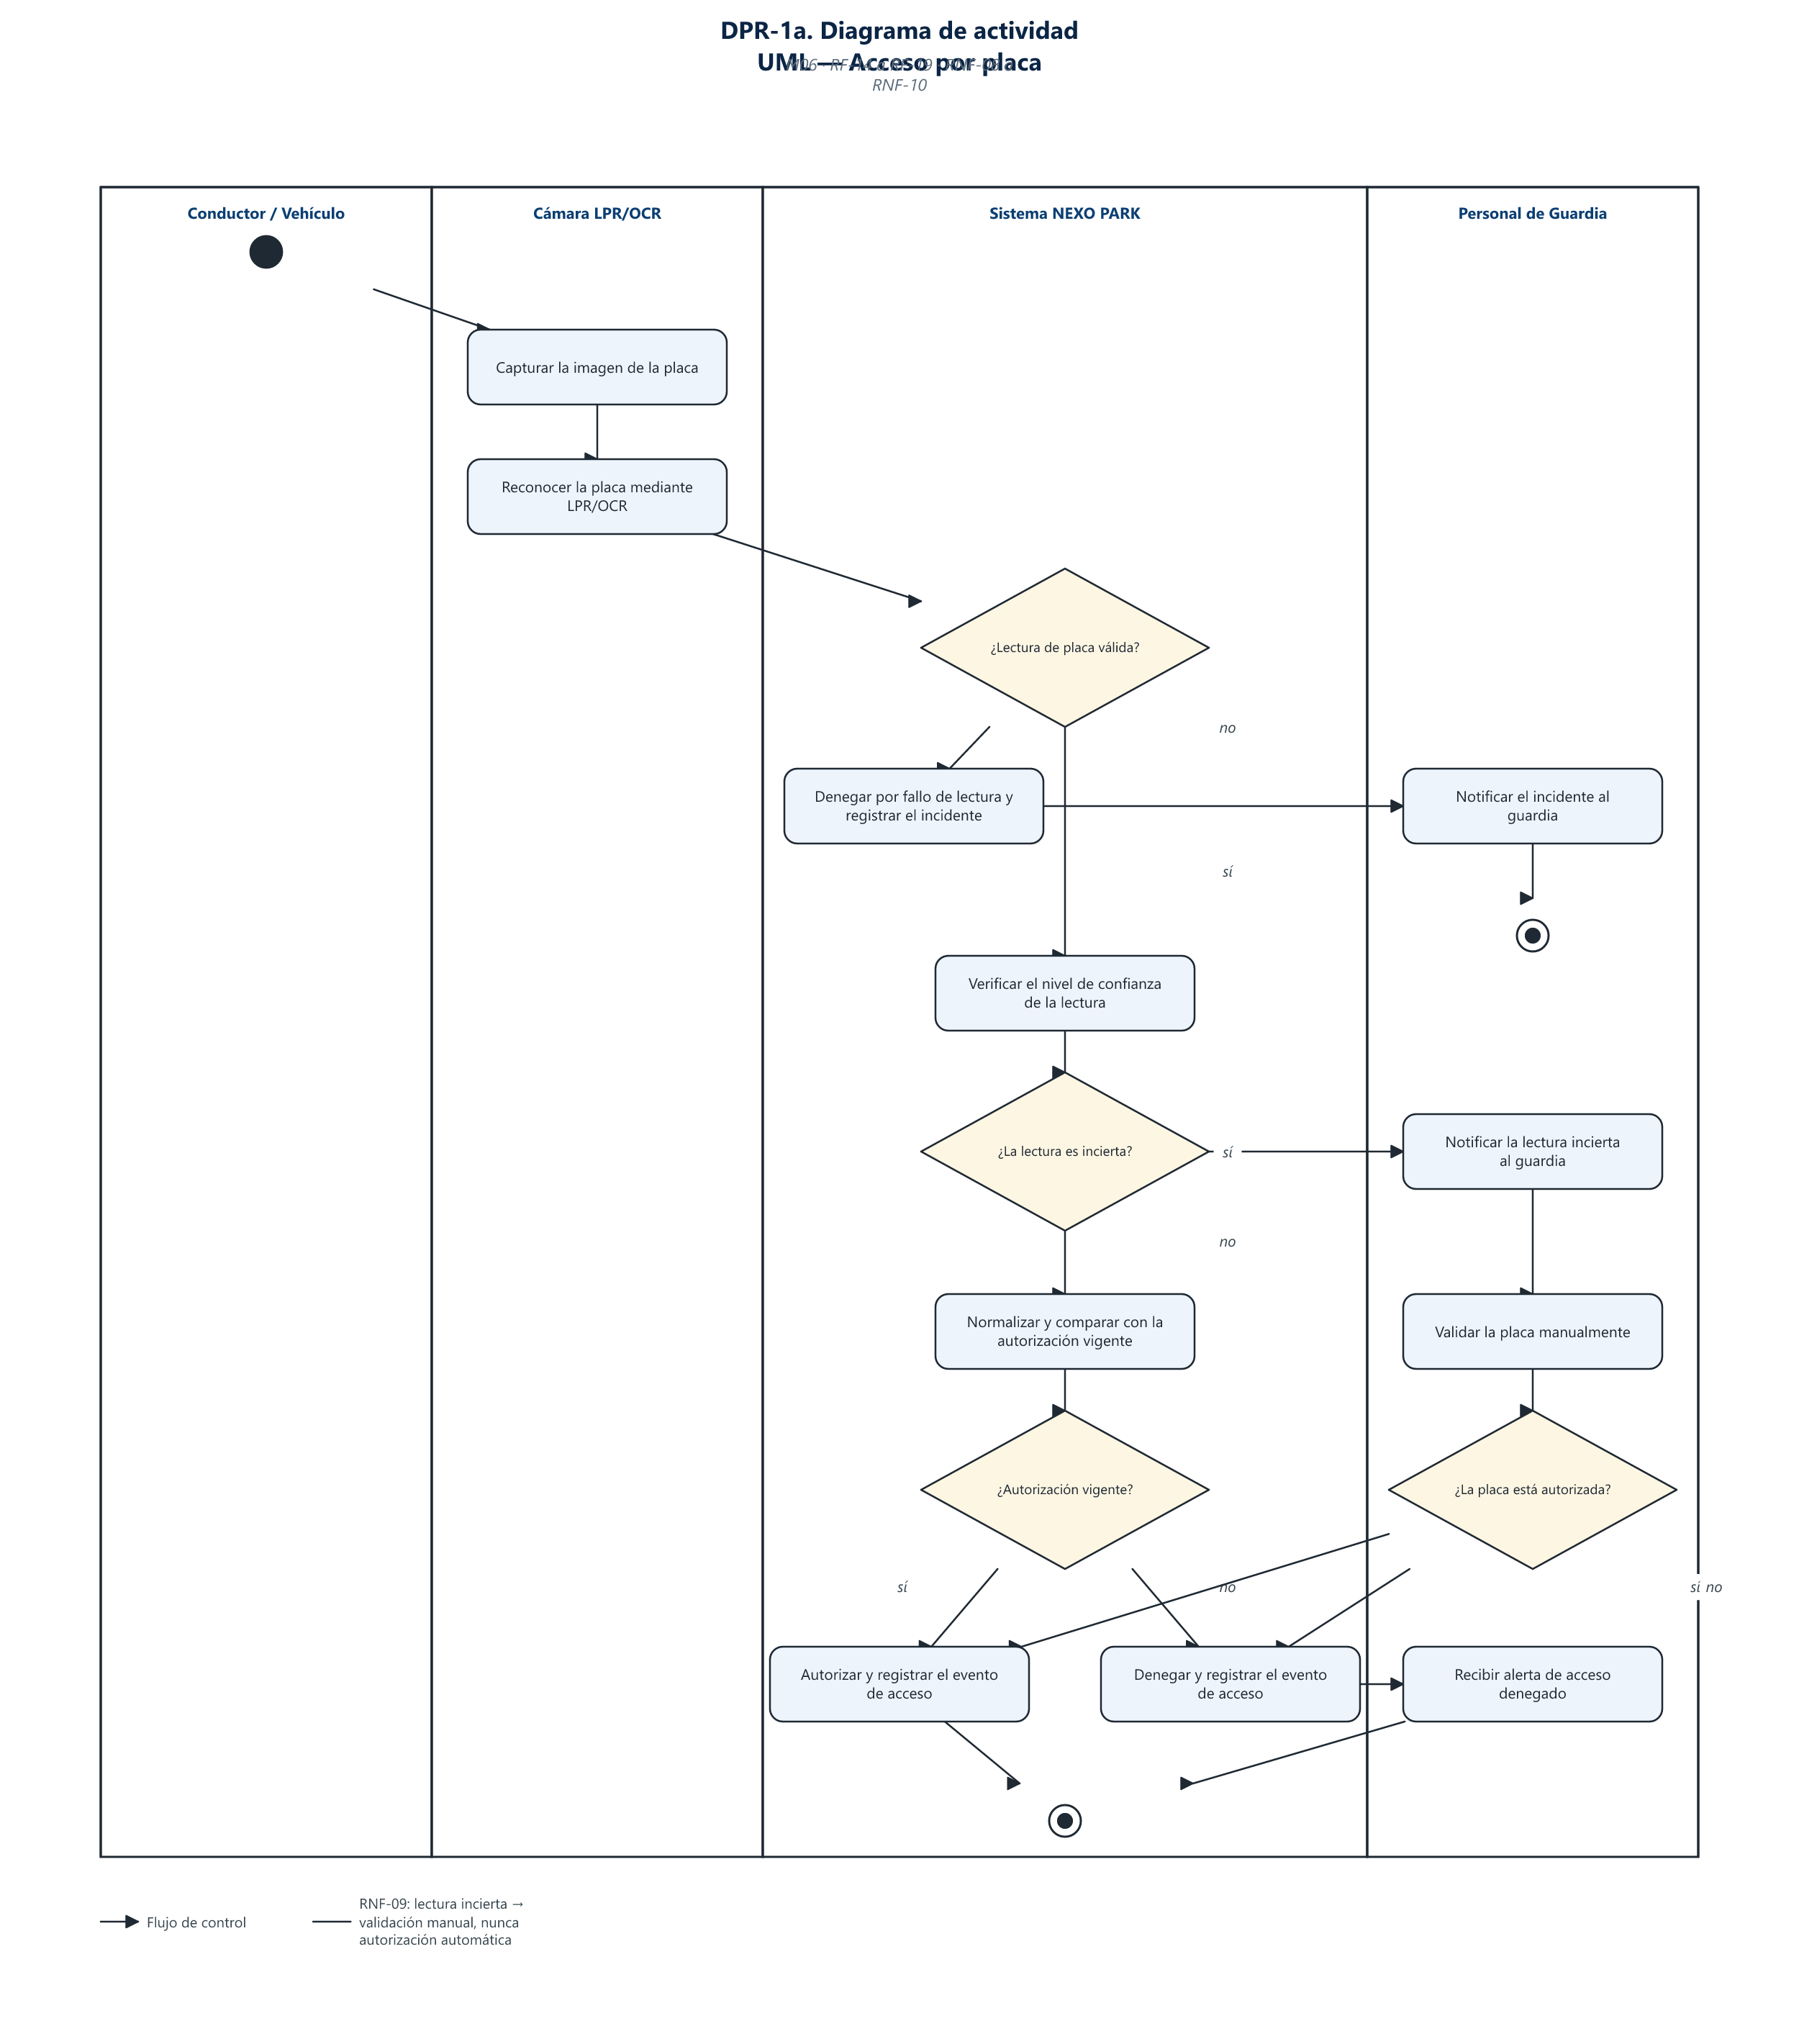 DPR-1a. Diagrama de actividad
UML — Acceso por placa
RNF-10
Conductor / Vehículo
Cámara LPR/OCR
Sistema NEXO PARK
Personal de Guardia
Capturar la imagen de la placa
Reconocer la placa mediante
LPR/OCR
¿Lectura de placa válida?
no
Denegar por fallo de lectura y
registrar el incidente
Notificar el incidente al
guardia
sí
Verificar el nivel de confianza
de la lectura
¿La lectura es incierta?
sí
Notificar la lectura incierta
al guardia
no
Normalizar y comparar con la
autorización vigente
Validar la placa manualmente
¿Autorización vigente?
¿La placa está autorizada?
sí
no
sí no
Autorizar y registrar el evento
de acceso
Denegar y registrar el evento
de acceso
Recibir alerta de acceso
denegado
Flujo de control
RNF-09: lectura incierta →
validación manual, nunca
autorización automática